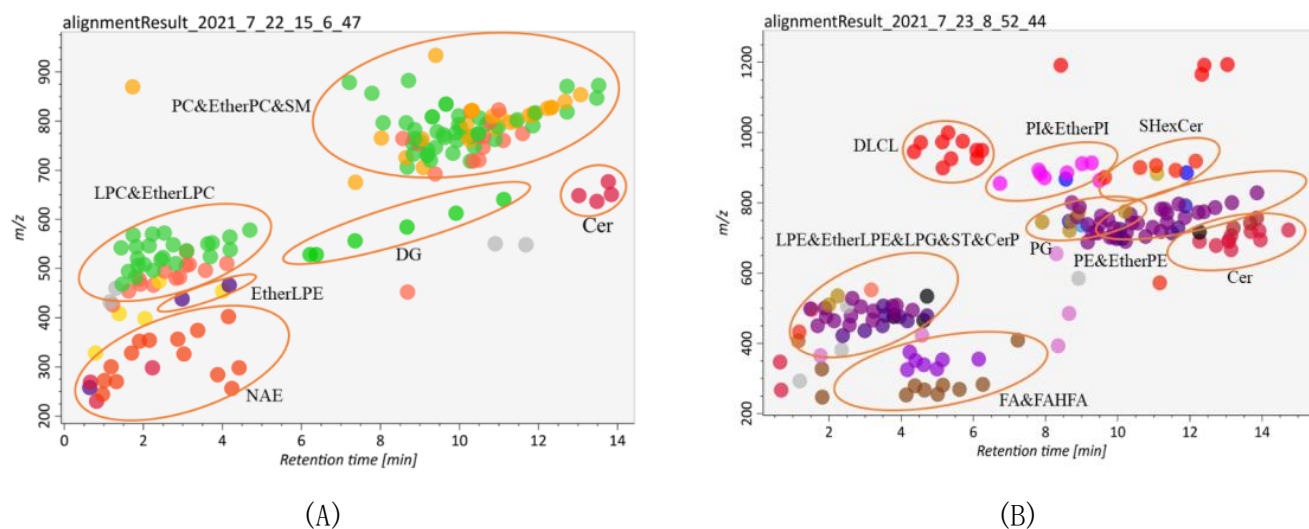 alignmentResult_2021_7_22_15_6_47
m/z
900
800
700
600
500
400
300
200
0
2
4
6
8
10
12
14
Retention time [min]
PC&EtherPC&SM
LPC&EtherLPC
Cer
DG
EtherLPE
NAE
(A)
alignmentResult_2021_7_23_8_52_44
m/z
1200
1000
800
600
400
200
2
4
6
8
10
12
14
Retention time [min]
PI&EtherPI
SHexCer
DLCL
LPE&EtherLPE&LPG&ST&CerP
PG
PE&EtherPE
Cer
FA&FAHFA
(B)